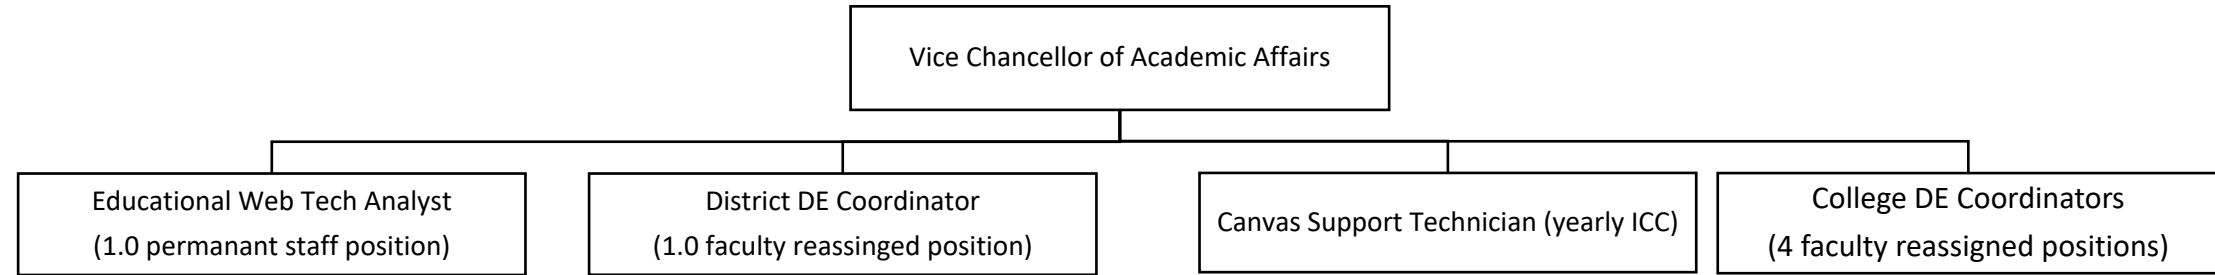 Vice Chancellor of Academic Affairs
Educational Web Tech Analyst
(1.0 permanant staff position)
District DE Coordinator
(1.0 faculty reassinged position)
Canvas Support Technician (yearly ICC)
College DE Coordinators
(4 faculty reassigned positions)